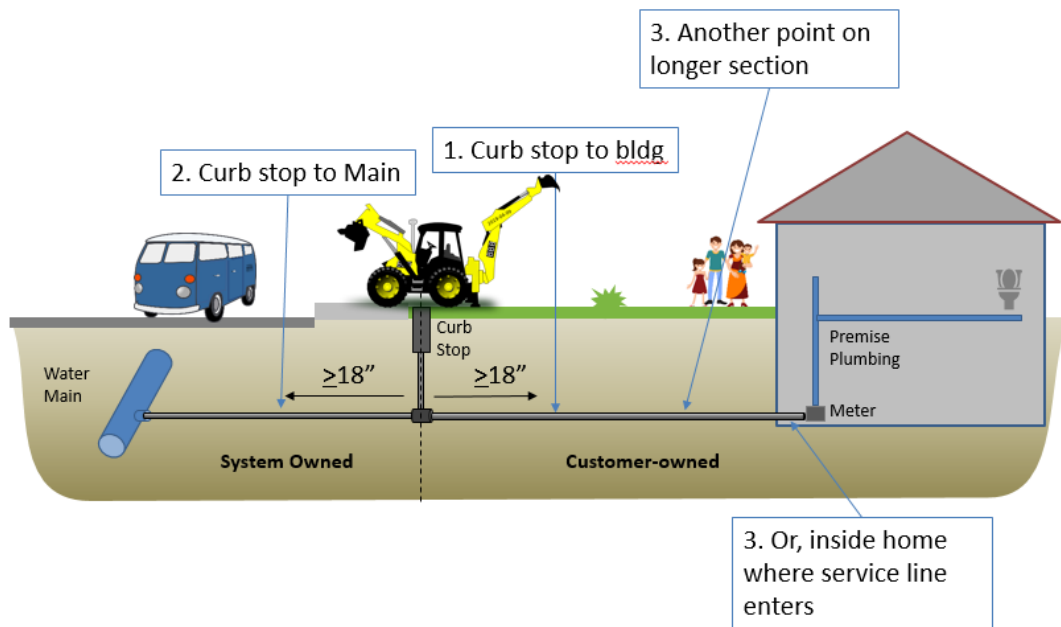 3. Another point on
longer section
1. Curb stop to bldg
2. Curb stop to Main
Curb
Stop
Premise
Plumbing
Water
Main
≥18”
≥18”
Meter
System Owned
Customer-owned
3. Or, inside home
where service line
enters